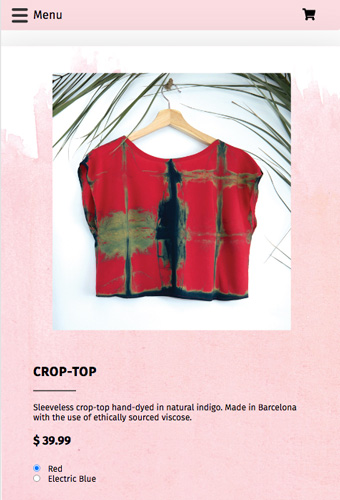 Menu
CROP-TOP
Sleeveless crop-top hand-dyed in natural indigo. Made in Barcelona
with the use of ethically sourced viscose.
$ 39.99
Red
Electric Blue